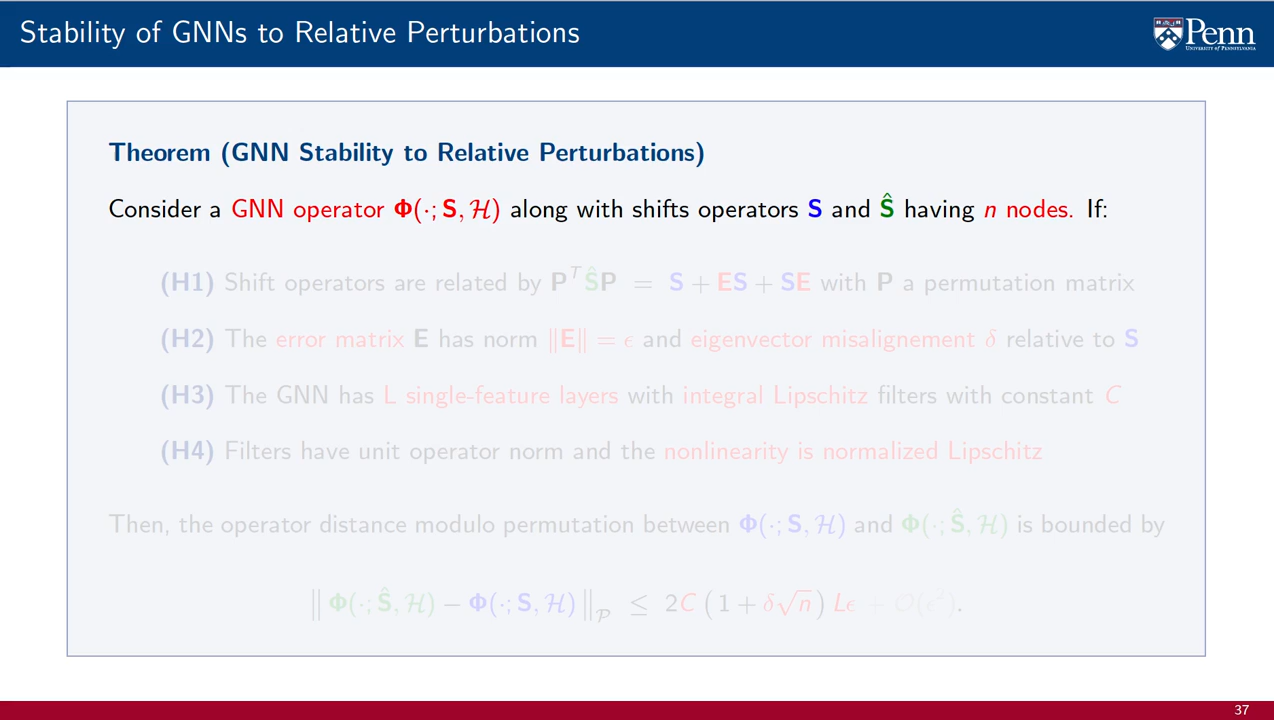 Stability of GNNs to Relative Perturbations
Penn
UNIVERSITY of PENNSYLVANIA
Theorem (GNN Stability to Relative Perturbations)
Consider a GNN operator Φ(·; S, ℋ) along with shifts operators S and Ŝ having n nodes. If:
(H1) Shift operators are related by PᵀŜP = S + ES + SE with P a permutation matrix
(H2) The error matrix E has norm ‖E‖ = ϵ and eigenvector misalignement δ relative to S
(H3) The GNN has L single-feature layers with integral Lipschitz filters with constant C
(H4) Filters have unit operator norm and the nonlinearity is normalized Lipschitz
Then, the operator distance modulo permutation between Φ(·; S, ℋ) and Φ(·; Ŝ, ℋ) is bounded by
‖Φ(·; Ŝ, ℋ) − Φ(·; S, ℋ)‖_𝒫 ≤ 2C (1 + δ√n) Lϵ + 𝒪(ϵ²).
37